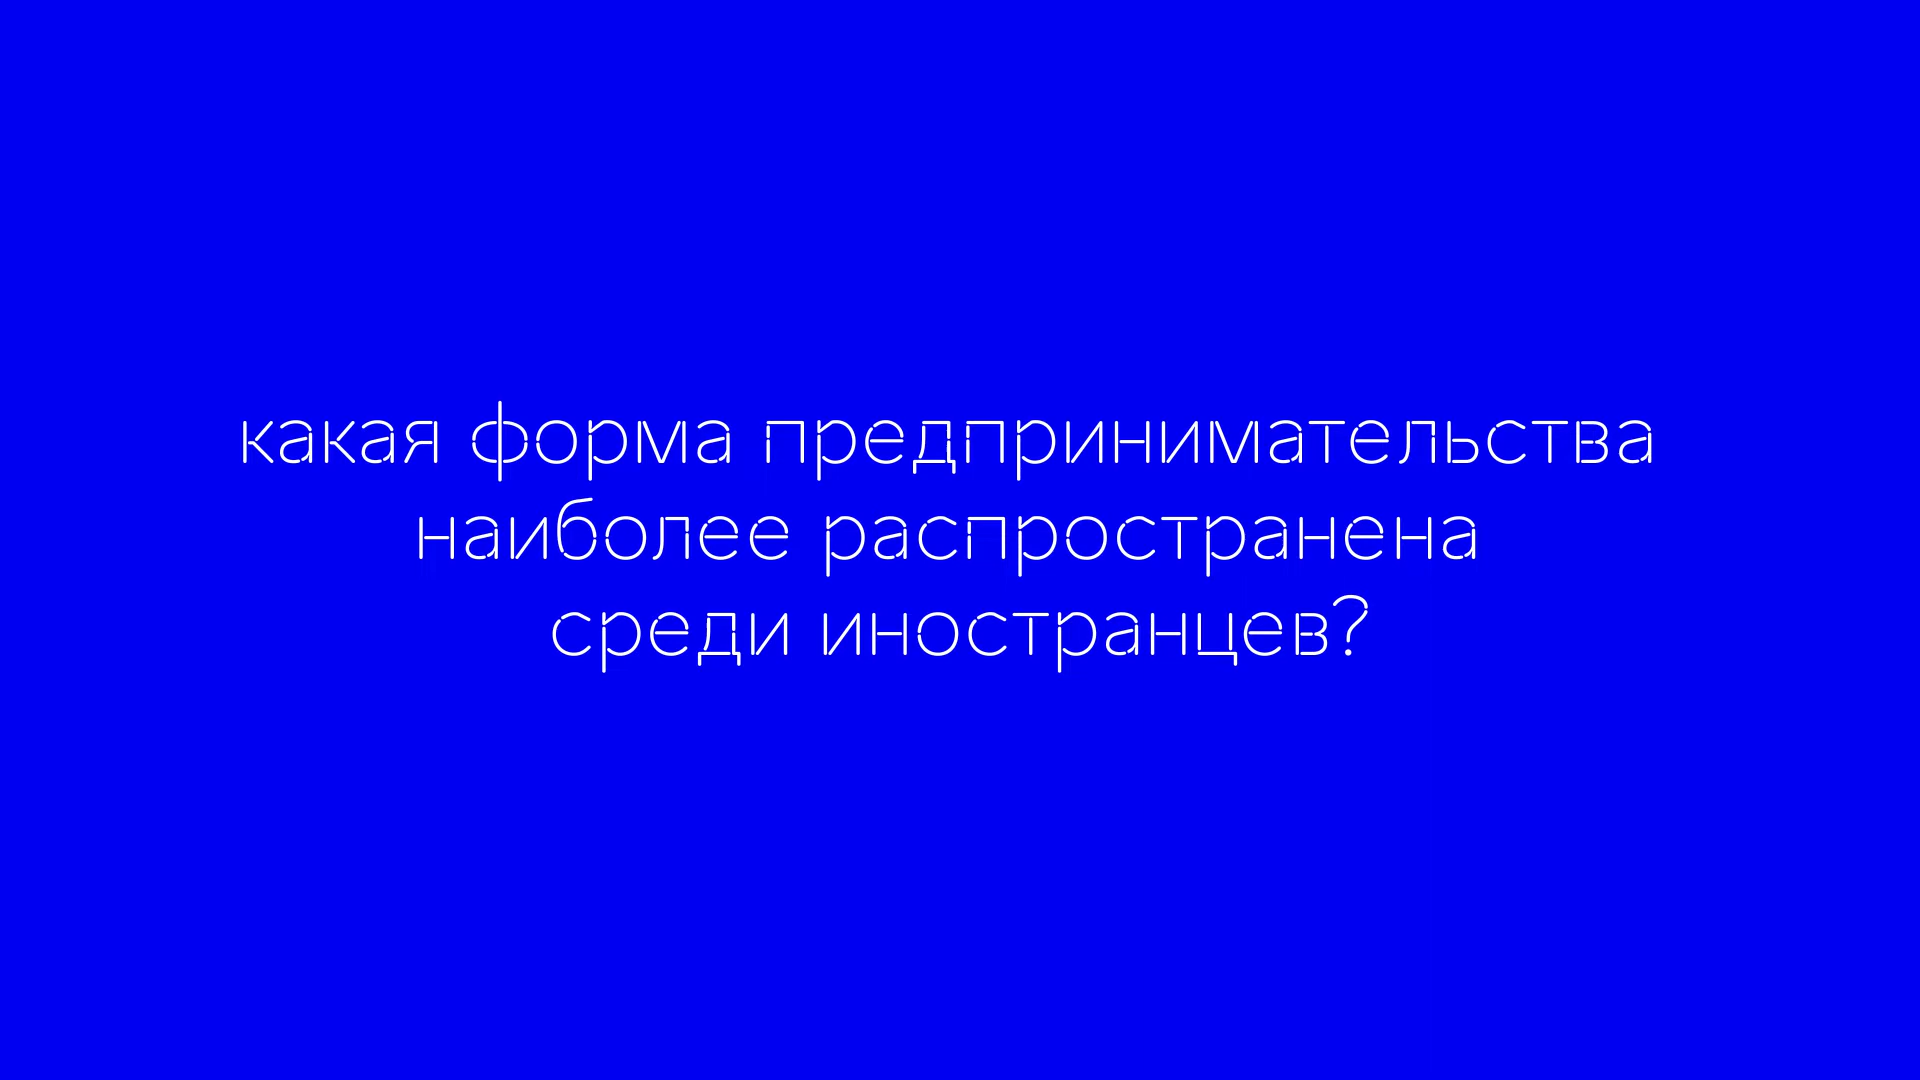 какая форма предпринимательства
наиболее распространена
среди иностранцев?